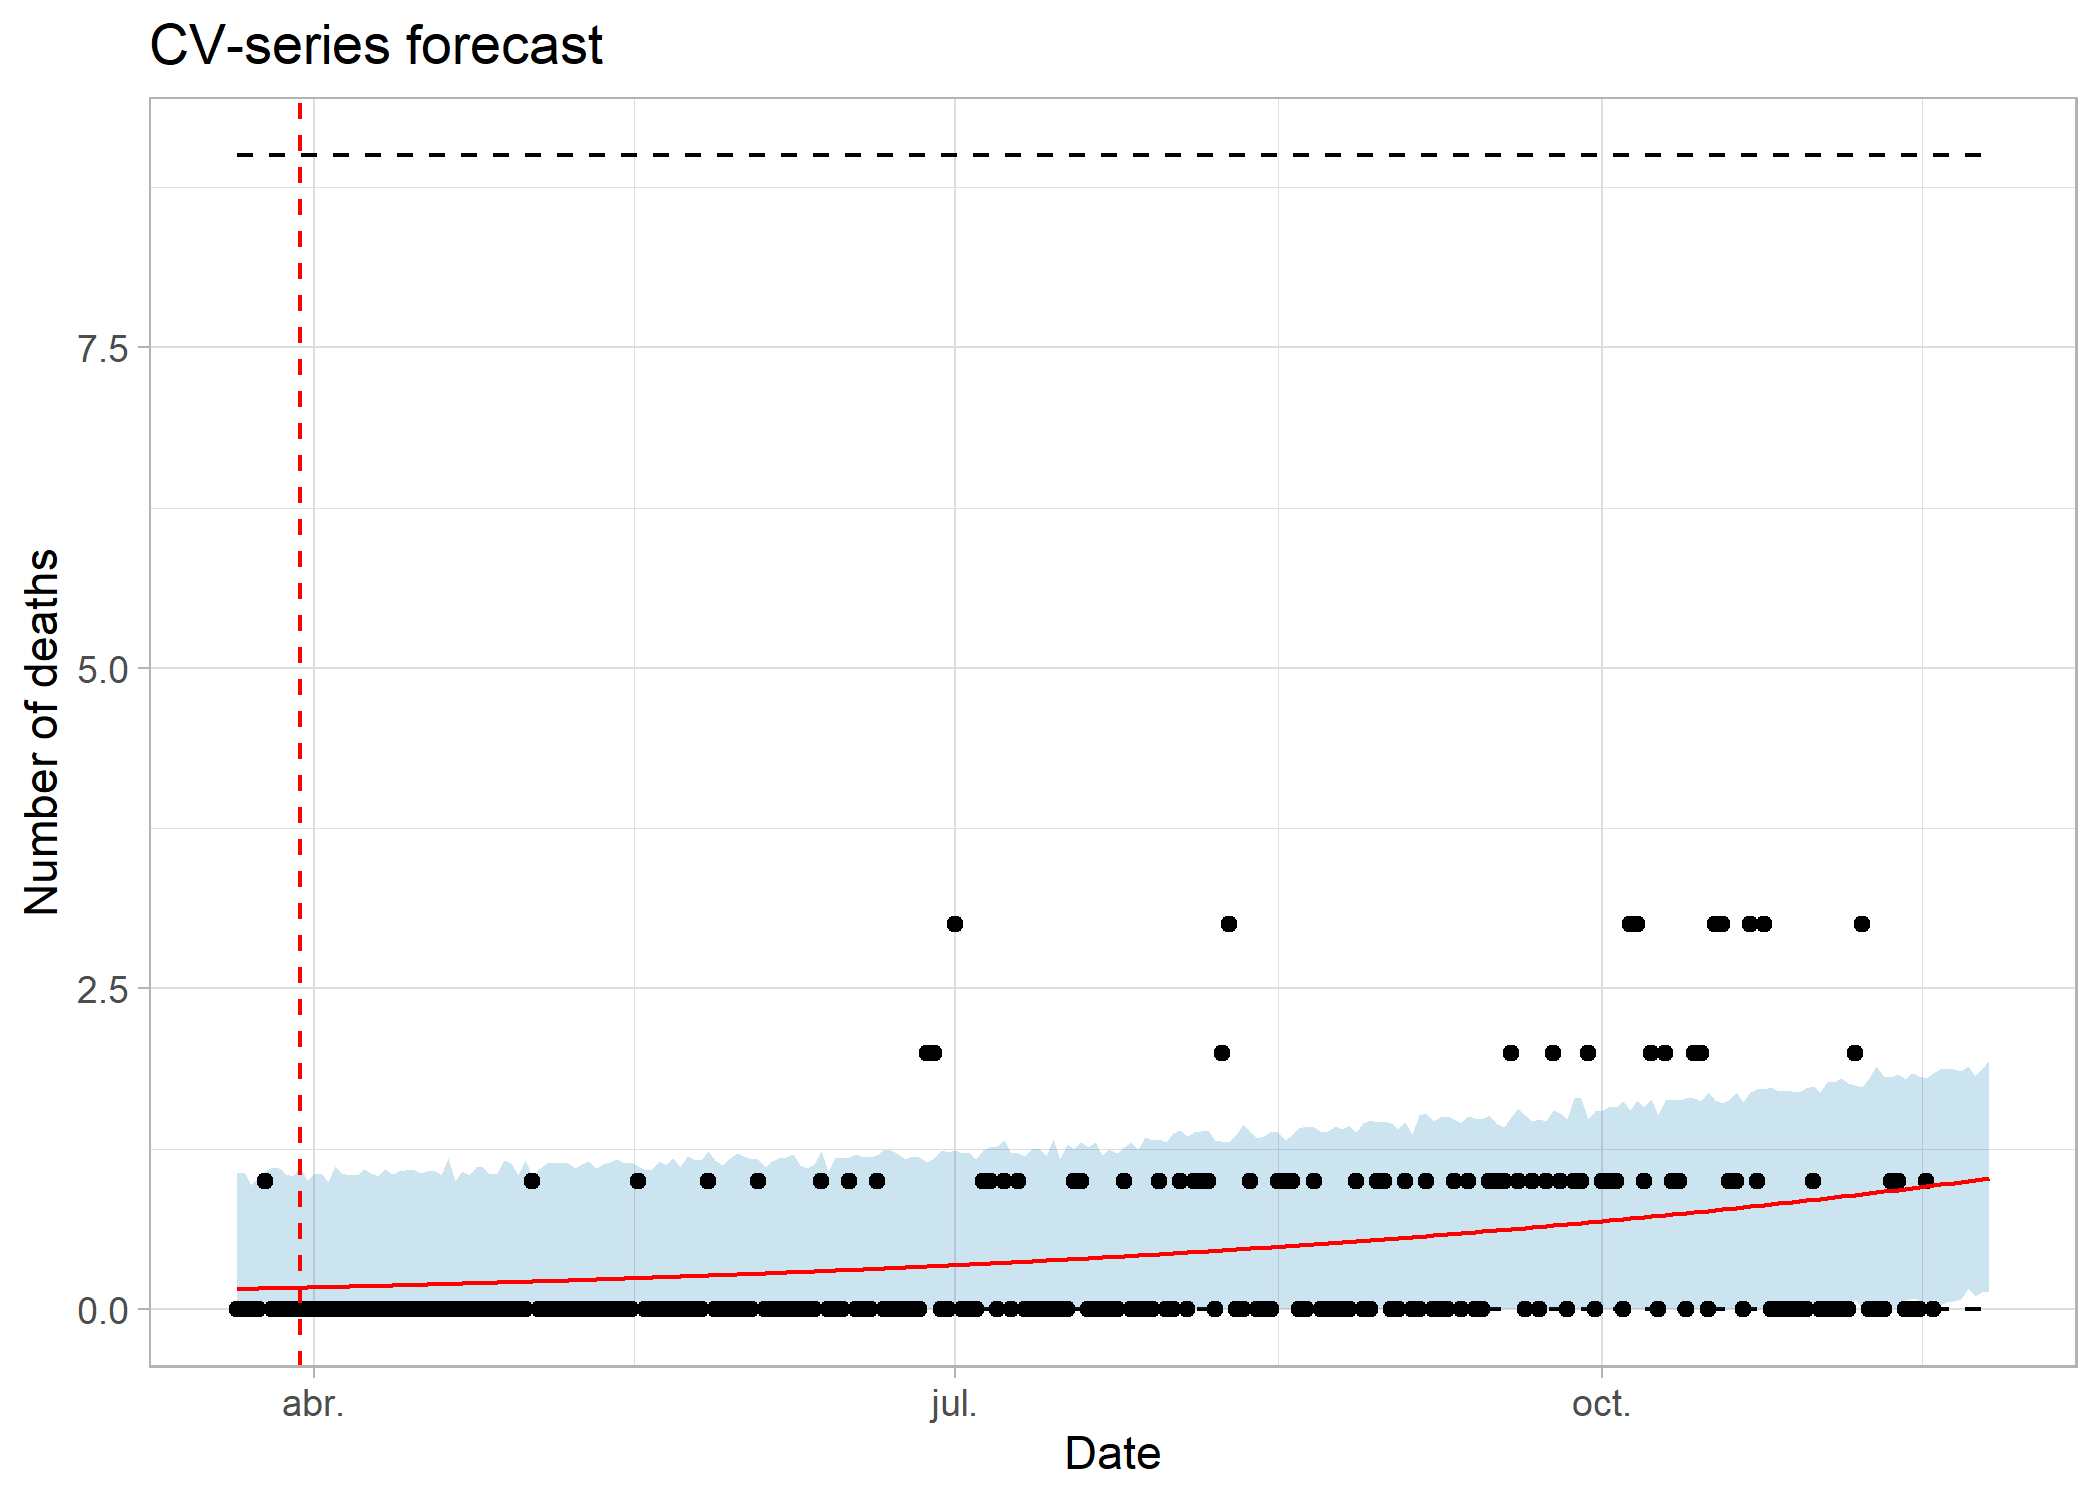 CV-series forecast
Number of deaths
7.5
5.0
2.5
0.0
abr.
jul.
oct.
Date